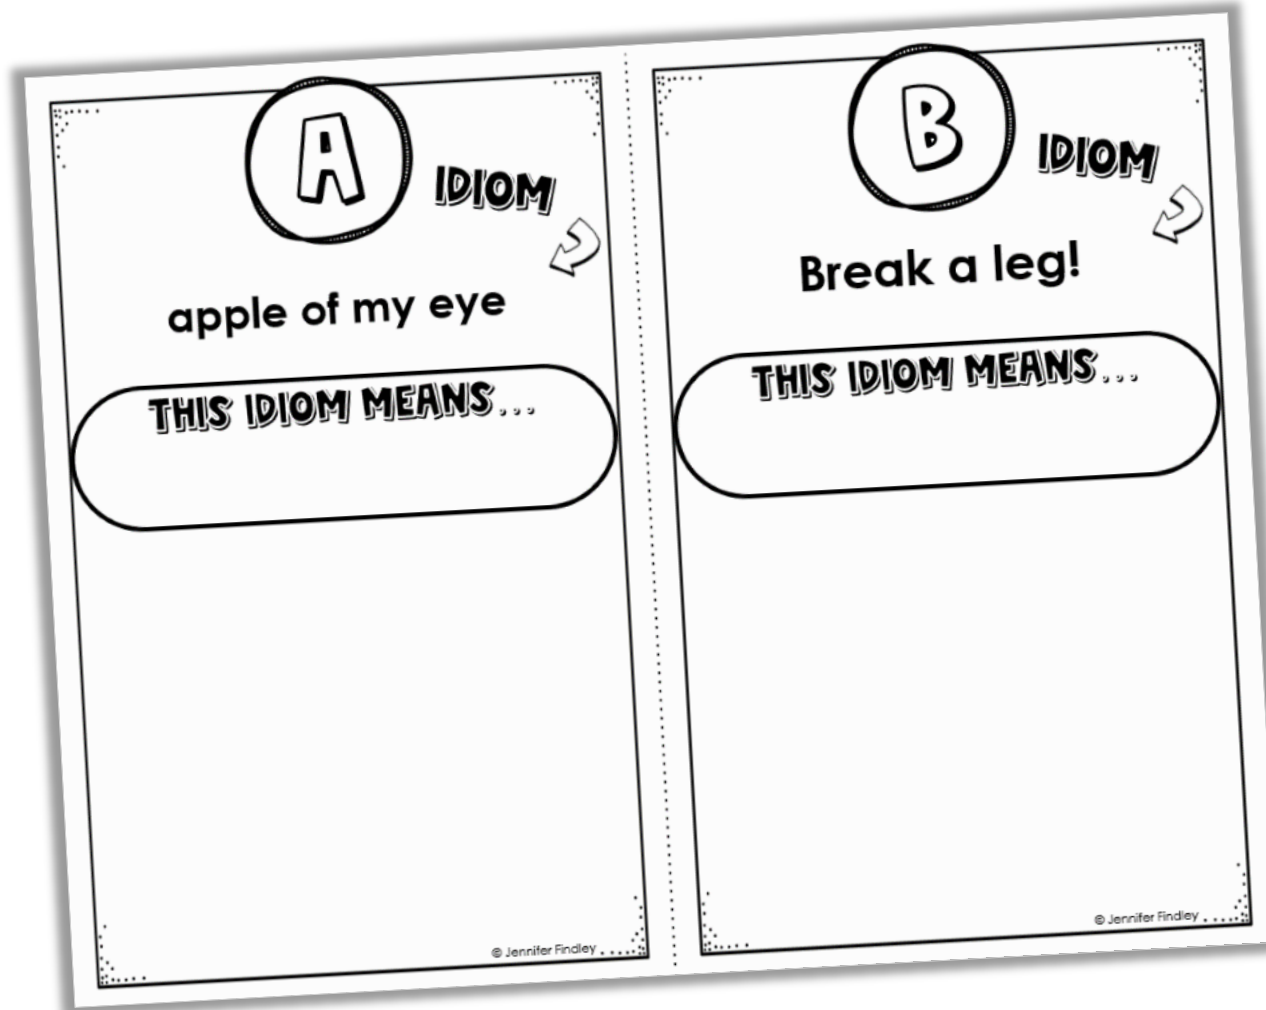 A
IDIOM
apple of my eye
THIS IDIOM MEANS...
© Jennifer Findley
B
IDIOM
Break a leg!
THIS IDIOM MEANS...
© Jennifer Findley